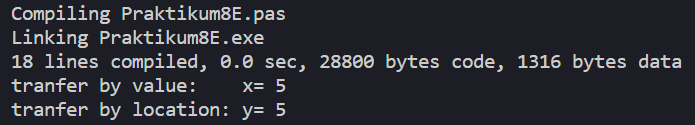 Compiling Praktikum8E.pas
Linking Praktikum8E.exe
18 lines compiled, 0.0 sec, 28800 bytes code, 1316 bytes data
tranfer by value:    x= 5
tranfer by location: y= 5